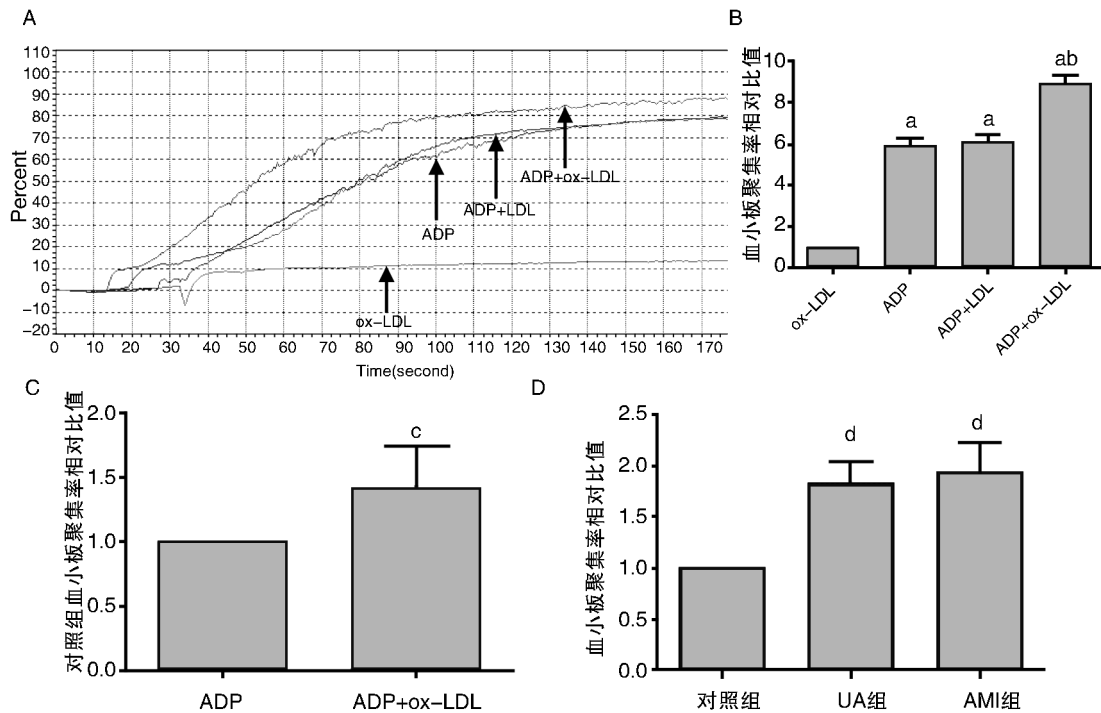 A
110
100
90
80
70
60
50
40
30
20
10
0
−10
−20
Percent
ADP+ox−LDL
ADP+LDL
ADP
ox−LDL
0 10 20 30 40 50 60 70 80 90 100 110 120 130 140 150 160 170
Time(second)
B
血小板聚集率相对比值
10
8
6
4
2
0
a
a
ab
ox−LDL
ADP
ADP+LDL
ADP+ox−LDL
C
对照组血小板聚集率相对比值
2.0
1.5
1.0
0.5
0.0
c
ADP ADP+ox−LDL
D
血小板聚集率相对比值
2.5
2.0
1.5
1.0
0.5
0.0
d
d
对照组 UA组 AMI组